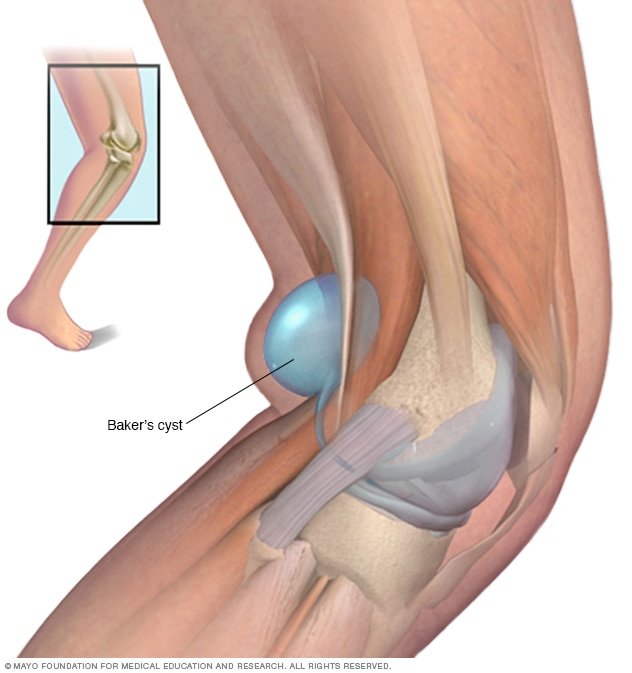 Baker's cyst
© MAYO FOUNDATION FOR MEDICAL EDUCATION AND RESEARCH. ALL RIGHTS RESERVED.